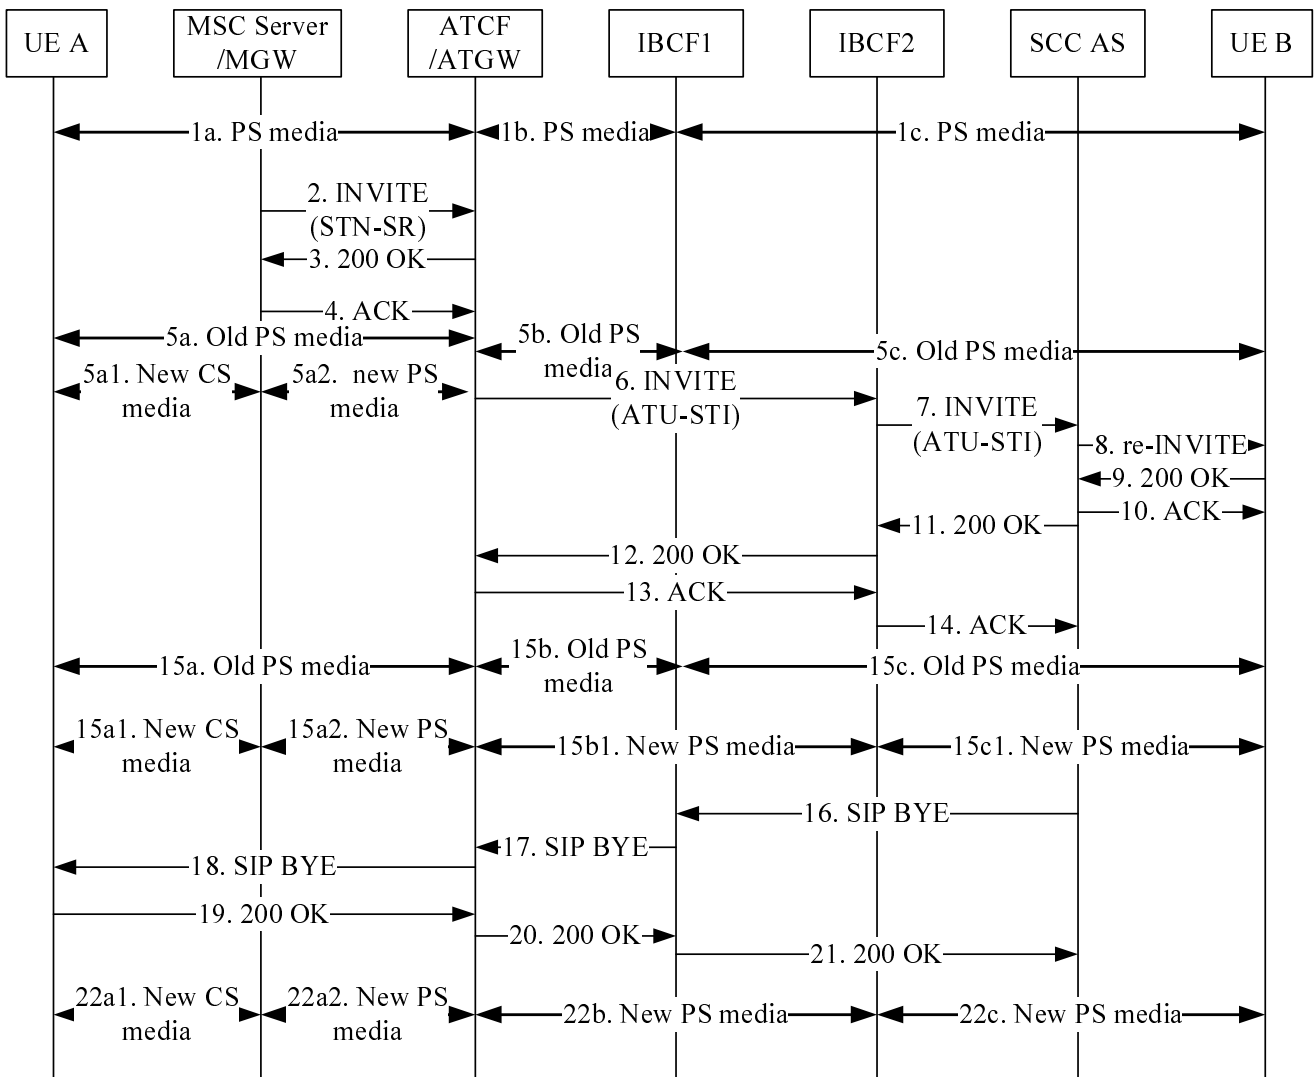 UE A
MSC Server
/MGW
ATCF
/ATGW
IBCF1
IBCF2
SCC AS
UE B
1a. PS media
1b. PS media
1c. PS media
2. INVITE
(STN-SR)
3. 200 OK
4. ACK
5a. Old PS media
5b. Old PS
media
5c. Old PS media
5a1. New CS
media
5a2. new PS
media
6. INVITE
(ATU-STI)
7. INVITE
(ATU-STI)
8. re-INVITE
9. 200 OK
10. ACK
11. 200 OK
12. 200 OK
13. ACK
14. ACK
15a. Old PS media
15b. Old PS
media
15c. Old PS media
15a1. New CS
media
15a2. New PS
media
15b1. New PS media
15c1. New PS media
16. SIP BYE
17. SIP BYE
18. SIP BYE
19. 200 OK
20. 200 OK
21. 200 OK
22a1. New CS
media
22a2. New PS
media
22b. New PS media
22c. New PS media